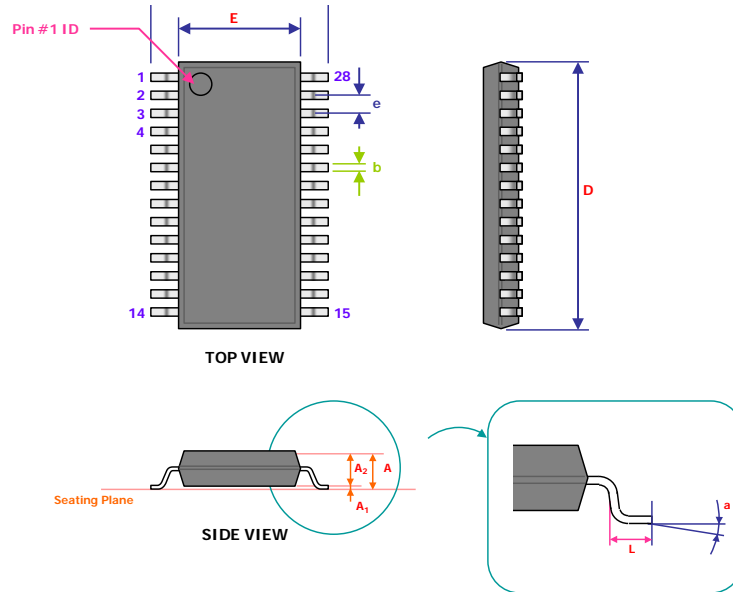 E
Pin #1 ID
1
28
2
e
3
4
b
D
14
15
TOP VIEW
A2
A
Seating Plane
A1
SIDE VIEW
a
L